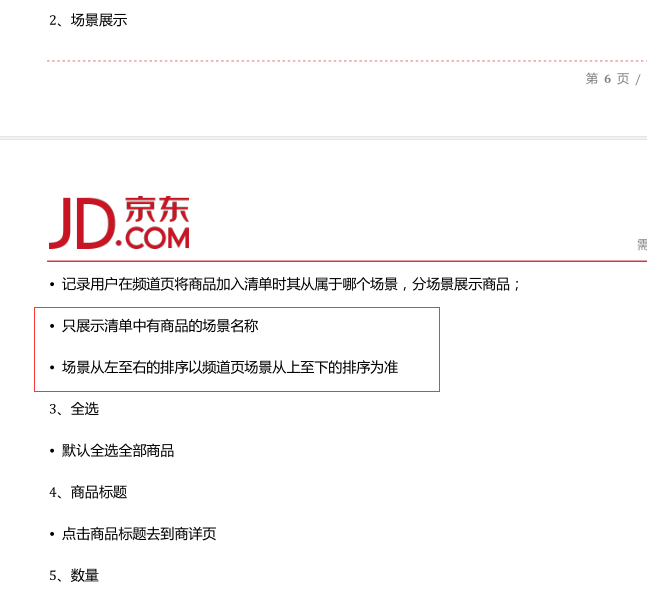 2、场景展示
第 6 页 /
JD.COM 京东
需
• 记录用户在频道页将商品加入清单时其从属于哪个场景，分场景展示商品；
• 只展示清单中有商品的场景名称
• 场景从左至右的排序以频道页场景从上至下的排序为准
3、全选
• 默认全选全部商品
4、商品标题
• 点击商品标题去到商详页
5、数量